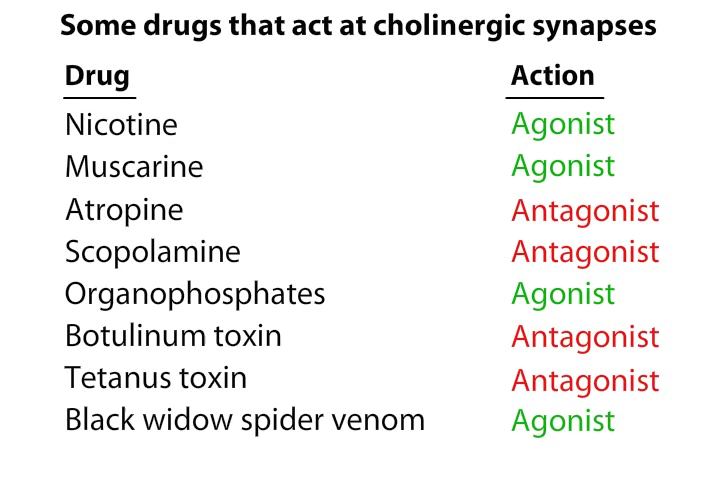 Some drugs that act at cholinergic synapses
Drug Action
Nicotine Agonist
Muscarine Agonist
Atropine Antagonist
Scopolamine Antagonist
Organophosphates Agonist
Botulinum toxin Antagonist
Tetanus toxin Antagonist
Black widow spider venom Agonist